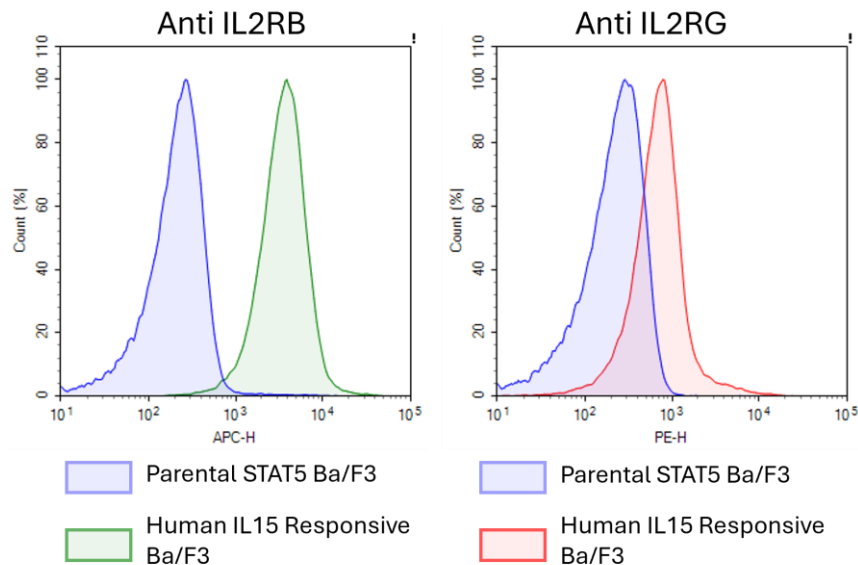 Anti IL2RB
Anti IL2RG
!
!
Count (%)
110
100
80
60
40
20
0
10^1
10^2
10^3
10^4
10^5
APC-H
Count (%)
110
100
80
60
40
20
0
10^1
10^2
10^3
10^4
10^5
PE-H
Parental STAT5 Ba/F3
Human IL15 Responsive
Ba/F3
Parental STAT5 Ba/F3
Human IL15 Responsive
Ba/F3